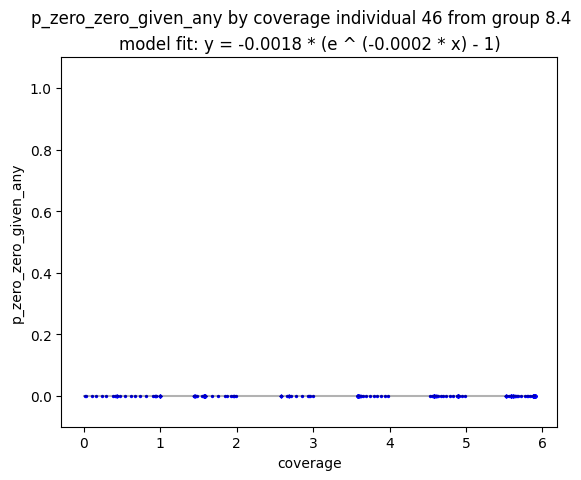 p_zero_zero_given_any by coverage individual 46 from group 8.4
model fit: y = -0.0018 * (e ^ (-0.0002 * x) - 1)
1.0
0.8
0.6
0.4
0.2
0.0
p_zero_zero_given_any
0 1 2 3 4 5 6
coverage